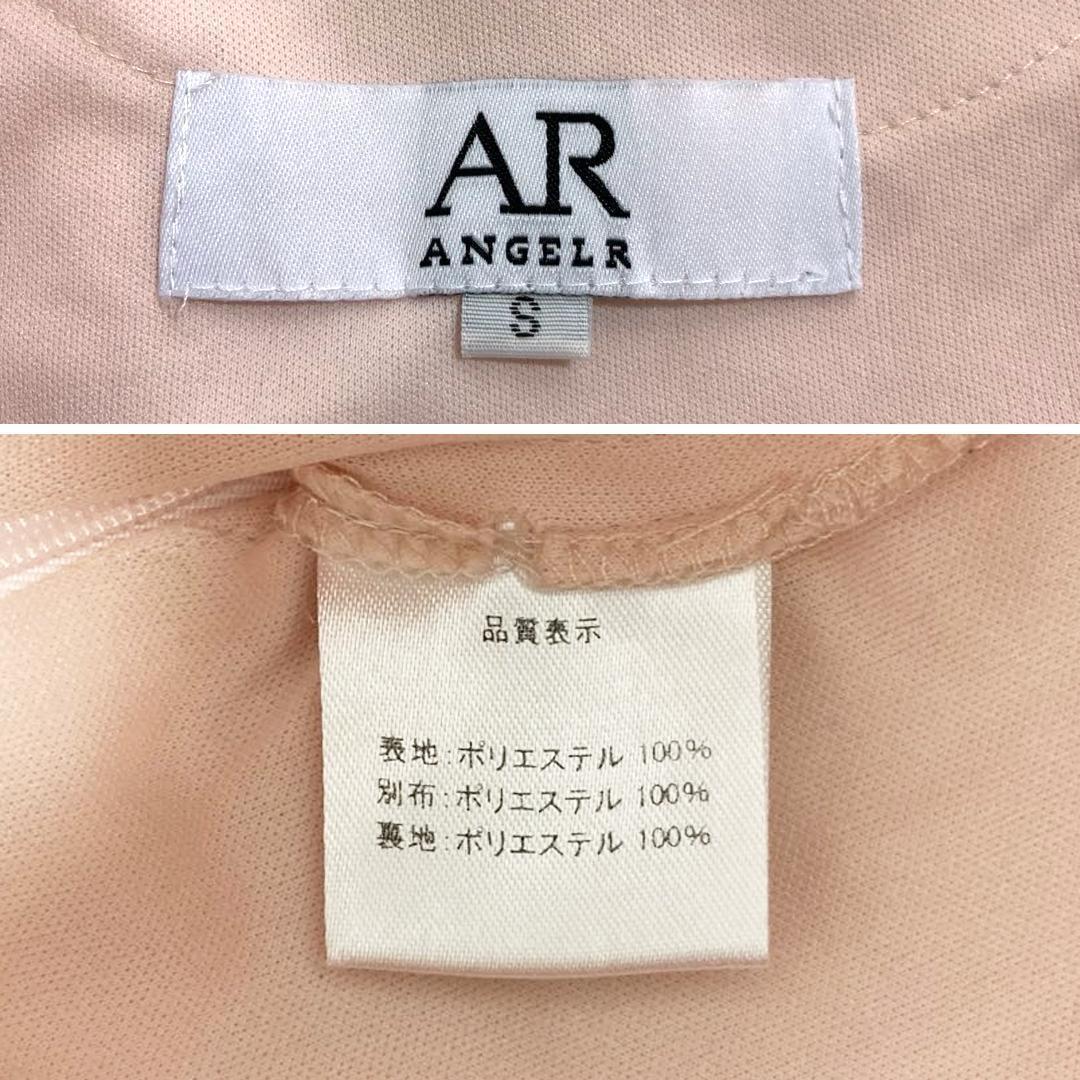 AR
ANGELR
S
品質表示
表地:ポリエステル 100%
別布:ポリエステル 100%
裏地:ポリエステル 100%